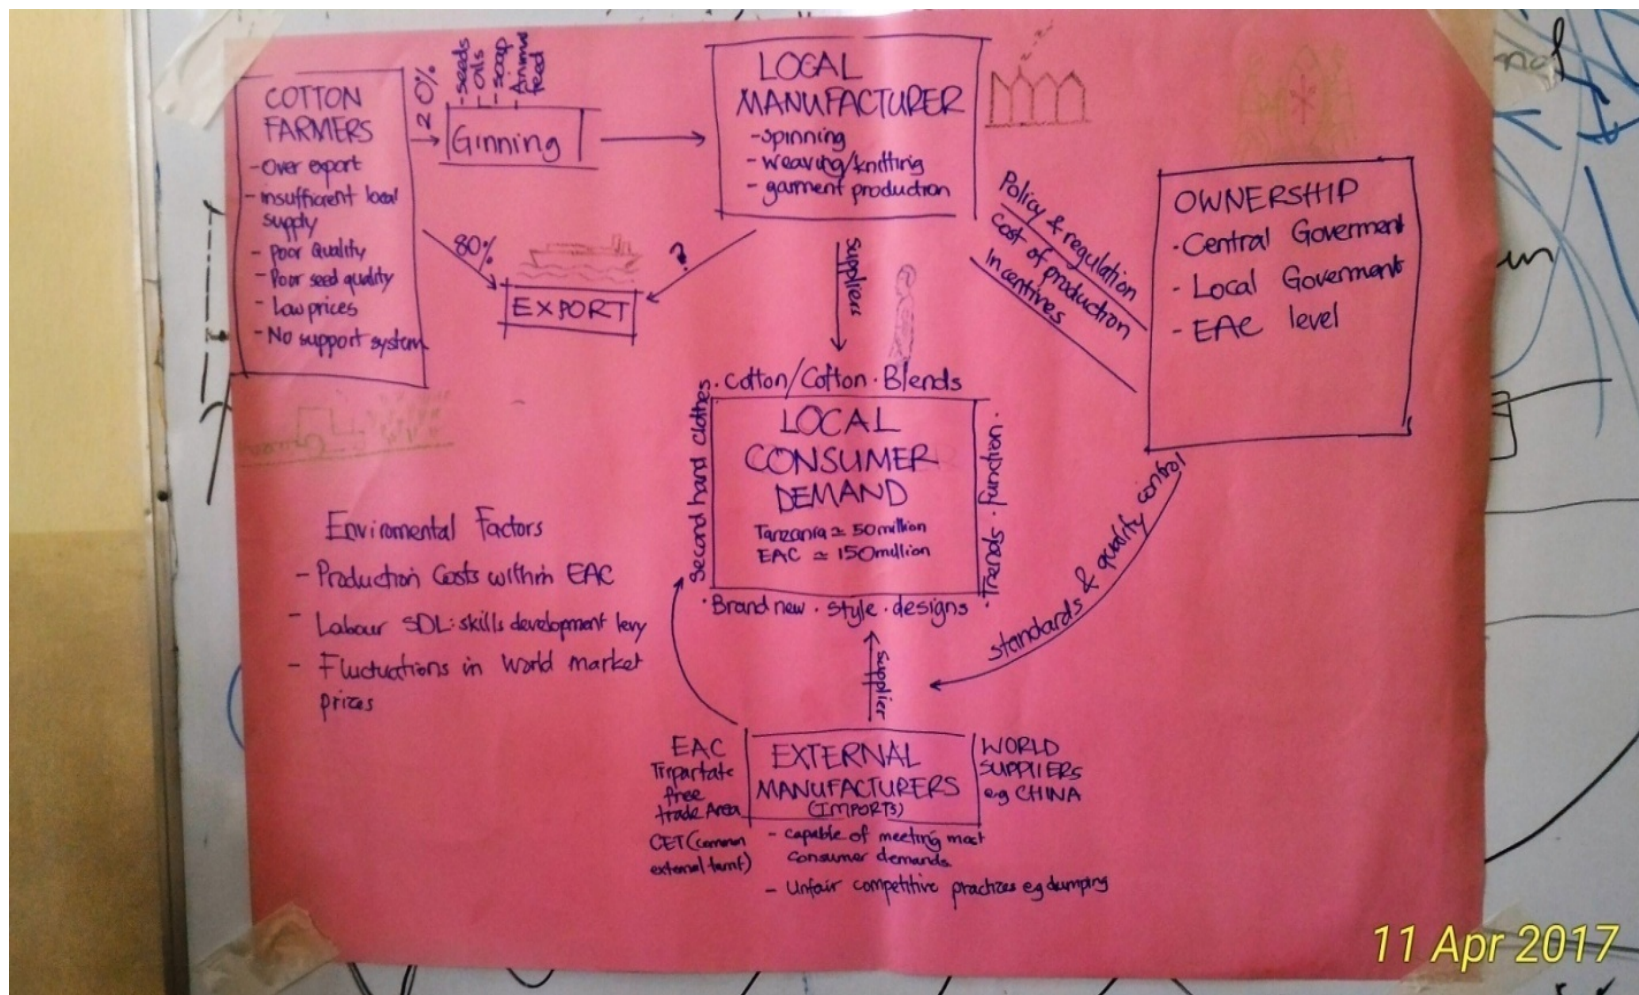 COTTON
FARMERS
-Over export
-insufficient local
supply
- Poor Quality
- Poor seed quality
- Low prices
- No support system
20%
-seeds
-oils
-soap
-Animal
feed
Ginning
80%
EXPORT
?
LOCAL
MANUFACTURER
-spinning
- weaving/knitting
- garment production
Suppliers
Policy & regulation
Cost of production
Incentives
OWNERSHIP
·Central Goverment
- Local Goverment
- EAC level
standards & quality control
·Cotton/Cotton·Blends
Second hand clothes
LOCAL
CONSUMER
DEMAND
Tanzania ≃ 50million
EAC ≃ 150million
·Trends·Function·
·Brand new·style·designs
Supplier
Enviromental Factors
- Production Costs within EAC
- Labour SDL:skills development levy
- Fluctuations in World market
prices
EAC
Tripartate
free
trade Area
CET(common
external tarrif)
EXTERNAL
MANUFACTURERS
(IMPORTS)
WORLD
SUPPLIERS
e.g CHINA
- capable of meeting most
consumer demands
- Unfair competitive practices eg dumping
11 Apr 2017